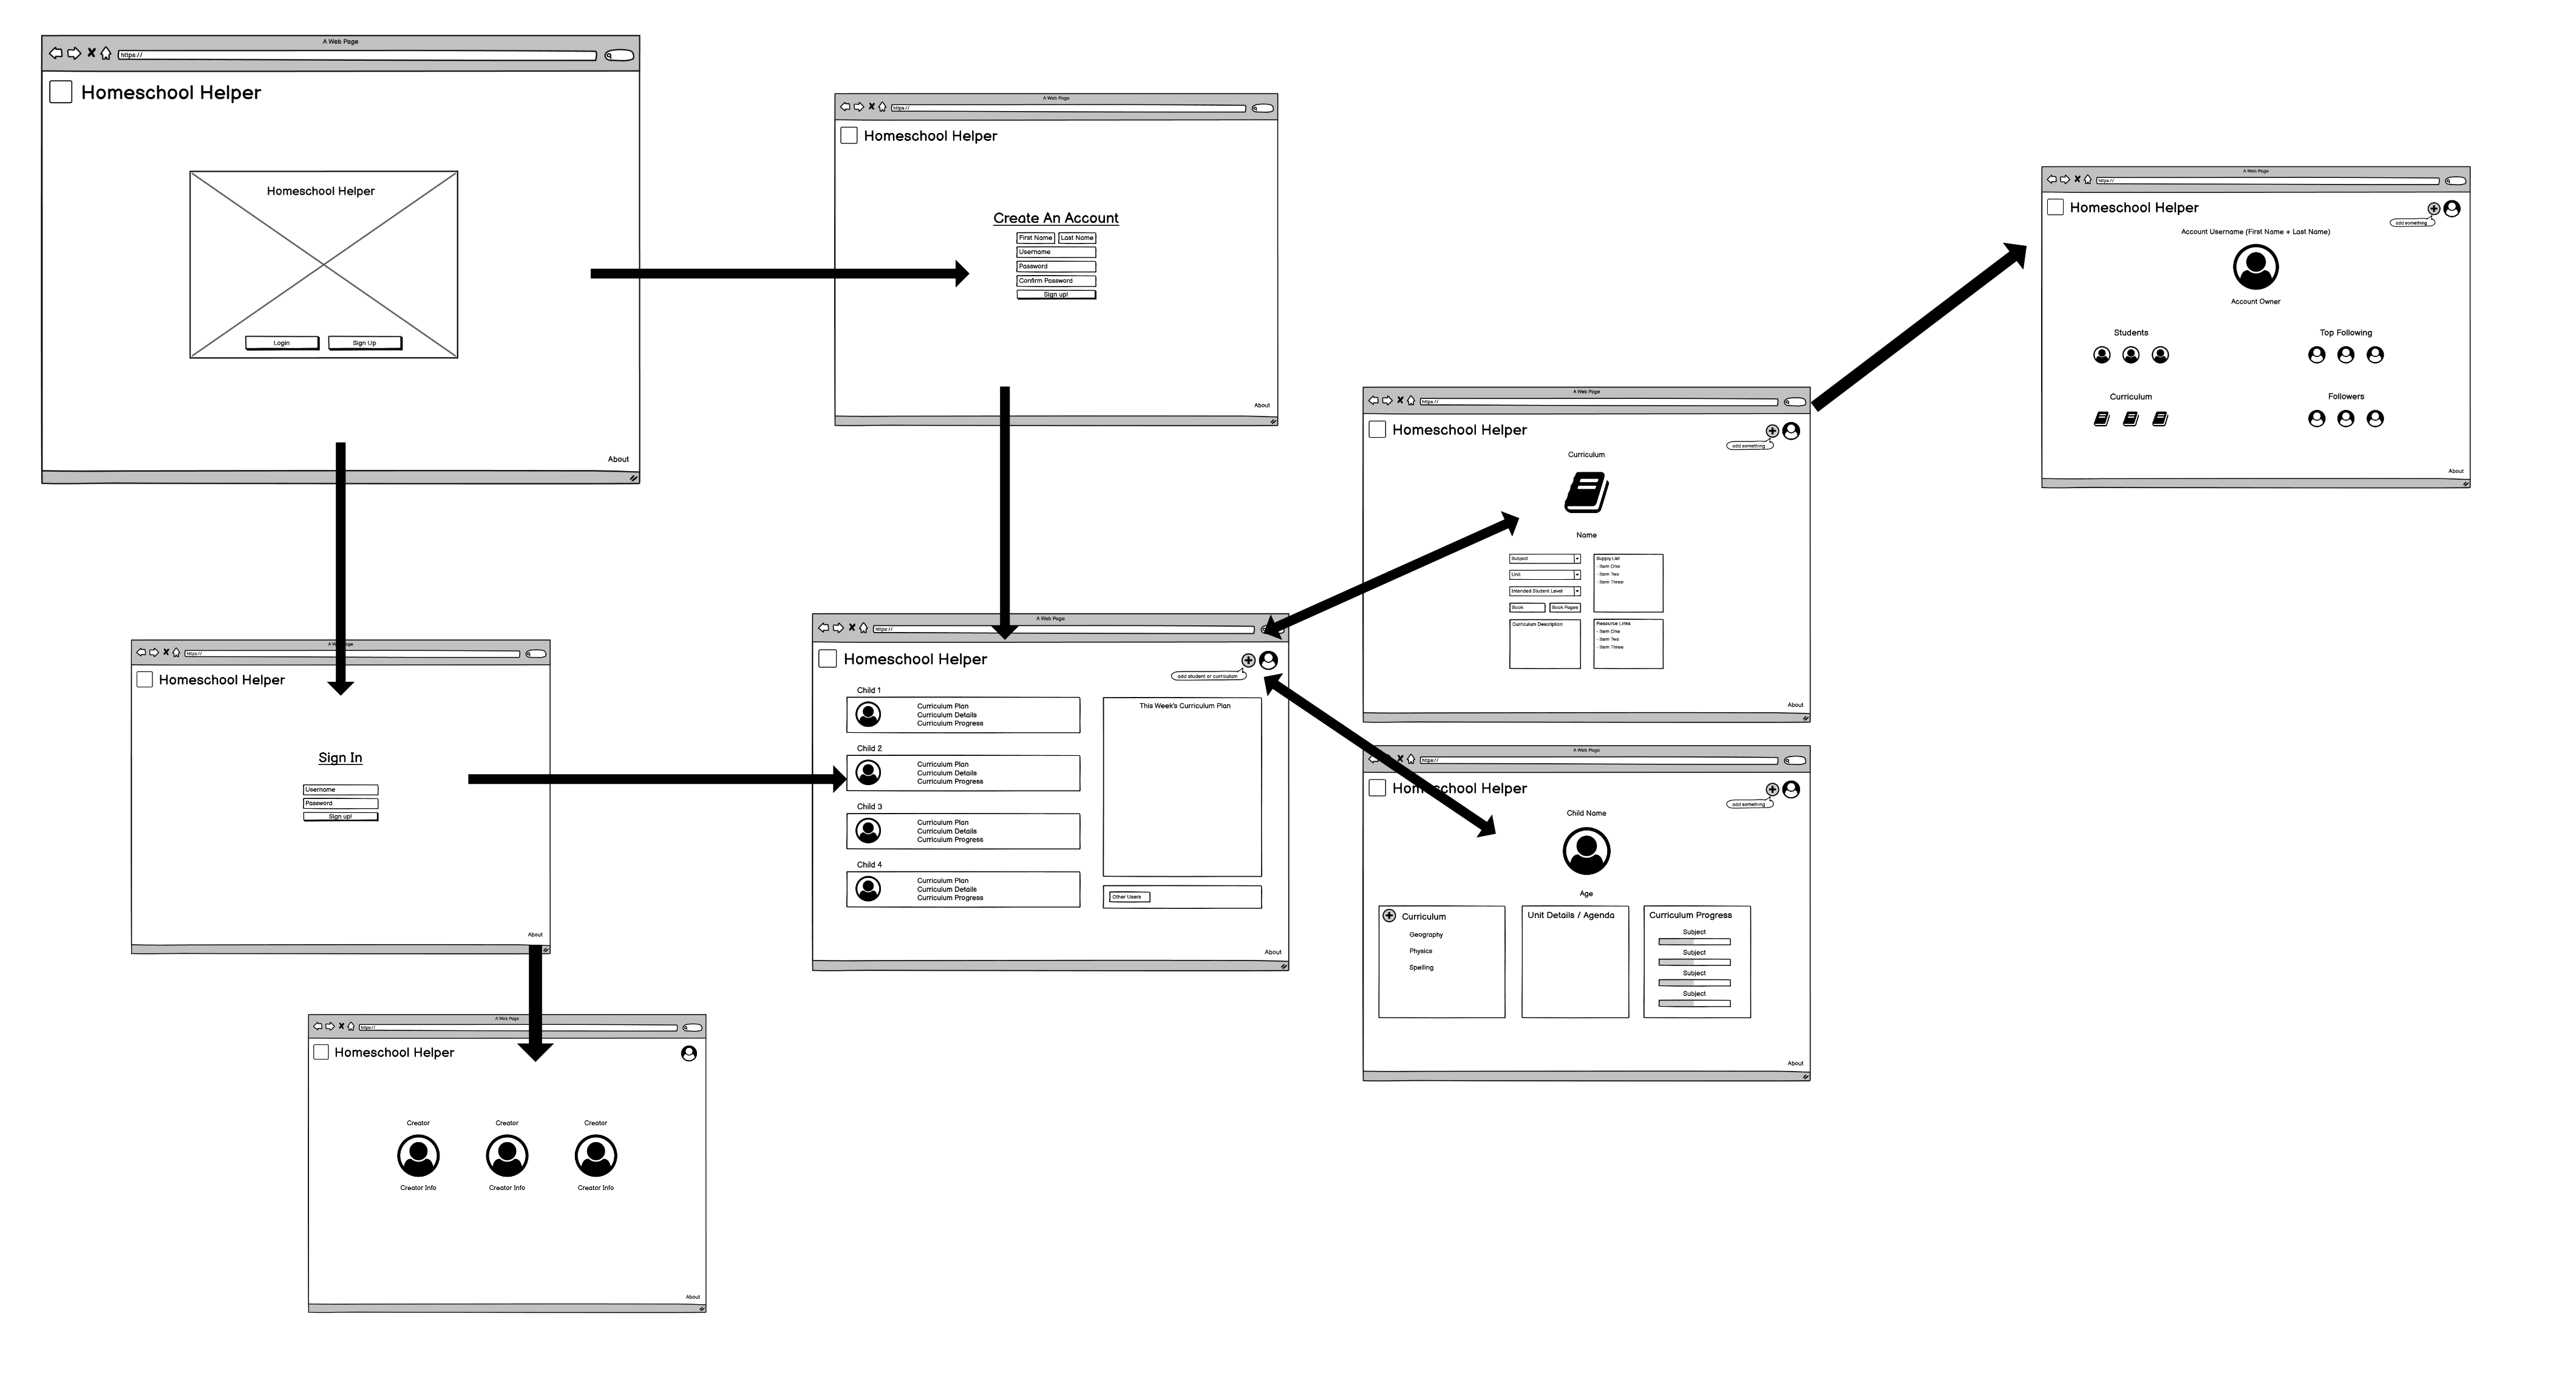 A Web Page
https://
Homeschool Helper
Homeschool Helper
Login
Sign Up
About
A Web Page
https://
Homeschool Helper
Create An Account
First Name
Last Name
Username
Password
Confirm Password
Sign up!
About
A Web Page
https://
Homeschool Helper
add something
Account Username (First Name + Last Name)
Account Owner
Students
Top Following
Curriculum
Followers
About
A Web Page
https://
Homeschool Helper
add something
Curriculum
Name
Subject
Unit
Intended Student Level
Book
Book Pages
Curriculum Description
Supply List
- Item One
- Item Two
- Item Three
Resource Links
- Item One
- Item Two
- Item Three
About
https://
Homeschool Helper
Sign In
Username
Password
Sign up!
About
A Web Page
https://
Homeschool Helper
add student or curriculum
Child 1
Curriculum Plan
Curriculum Details
Curriculum Progress
Child 2
Curriculum Plan
Curriculum Details
Curriculum Progress
Child 3
Curriculum Plan
Curriculum Details
Curriculum Progress
Child 4
Curriculum Plan
Curriculum Details
Curriculum Progress
This Week's Curriculum Plan
Other Users
About
A Web Page
https://
Homeschool Helper
add something
Child Name
Age
Curriculum
Geography
Physics
Spelling
Unit Details / Agenda
Curriculum Progress
Subject
Subject
Subject
Subject
About
A Web Page
https://
Homeschool Helper
Creator
Creator
Creator
Creator Info
Creator Info
Creator Info
About